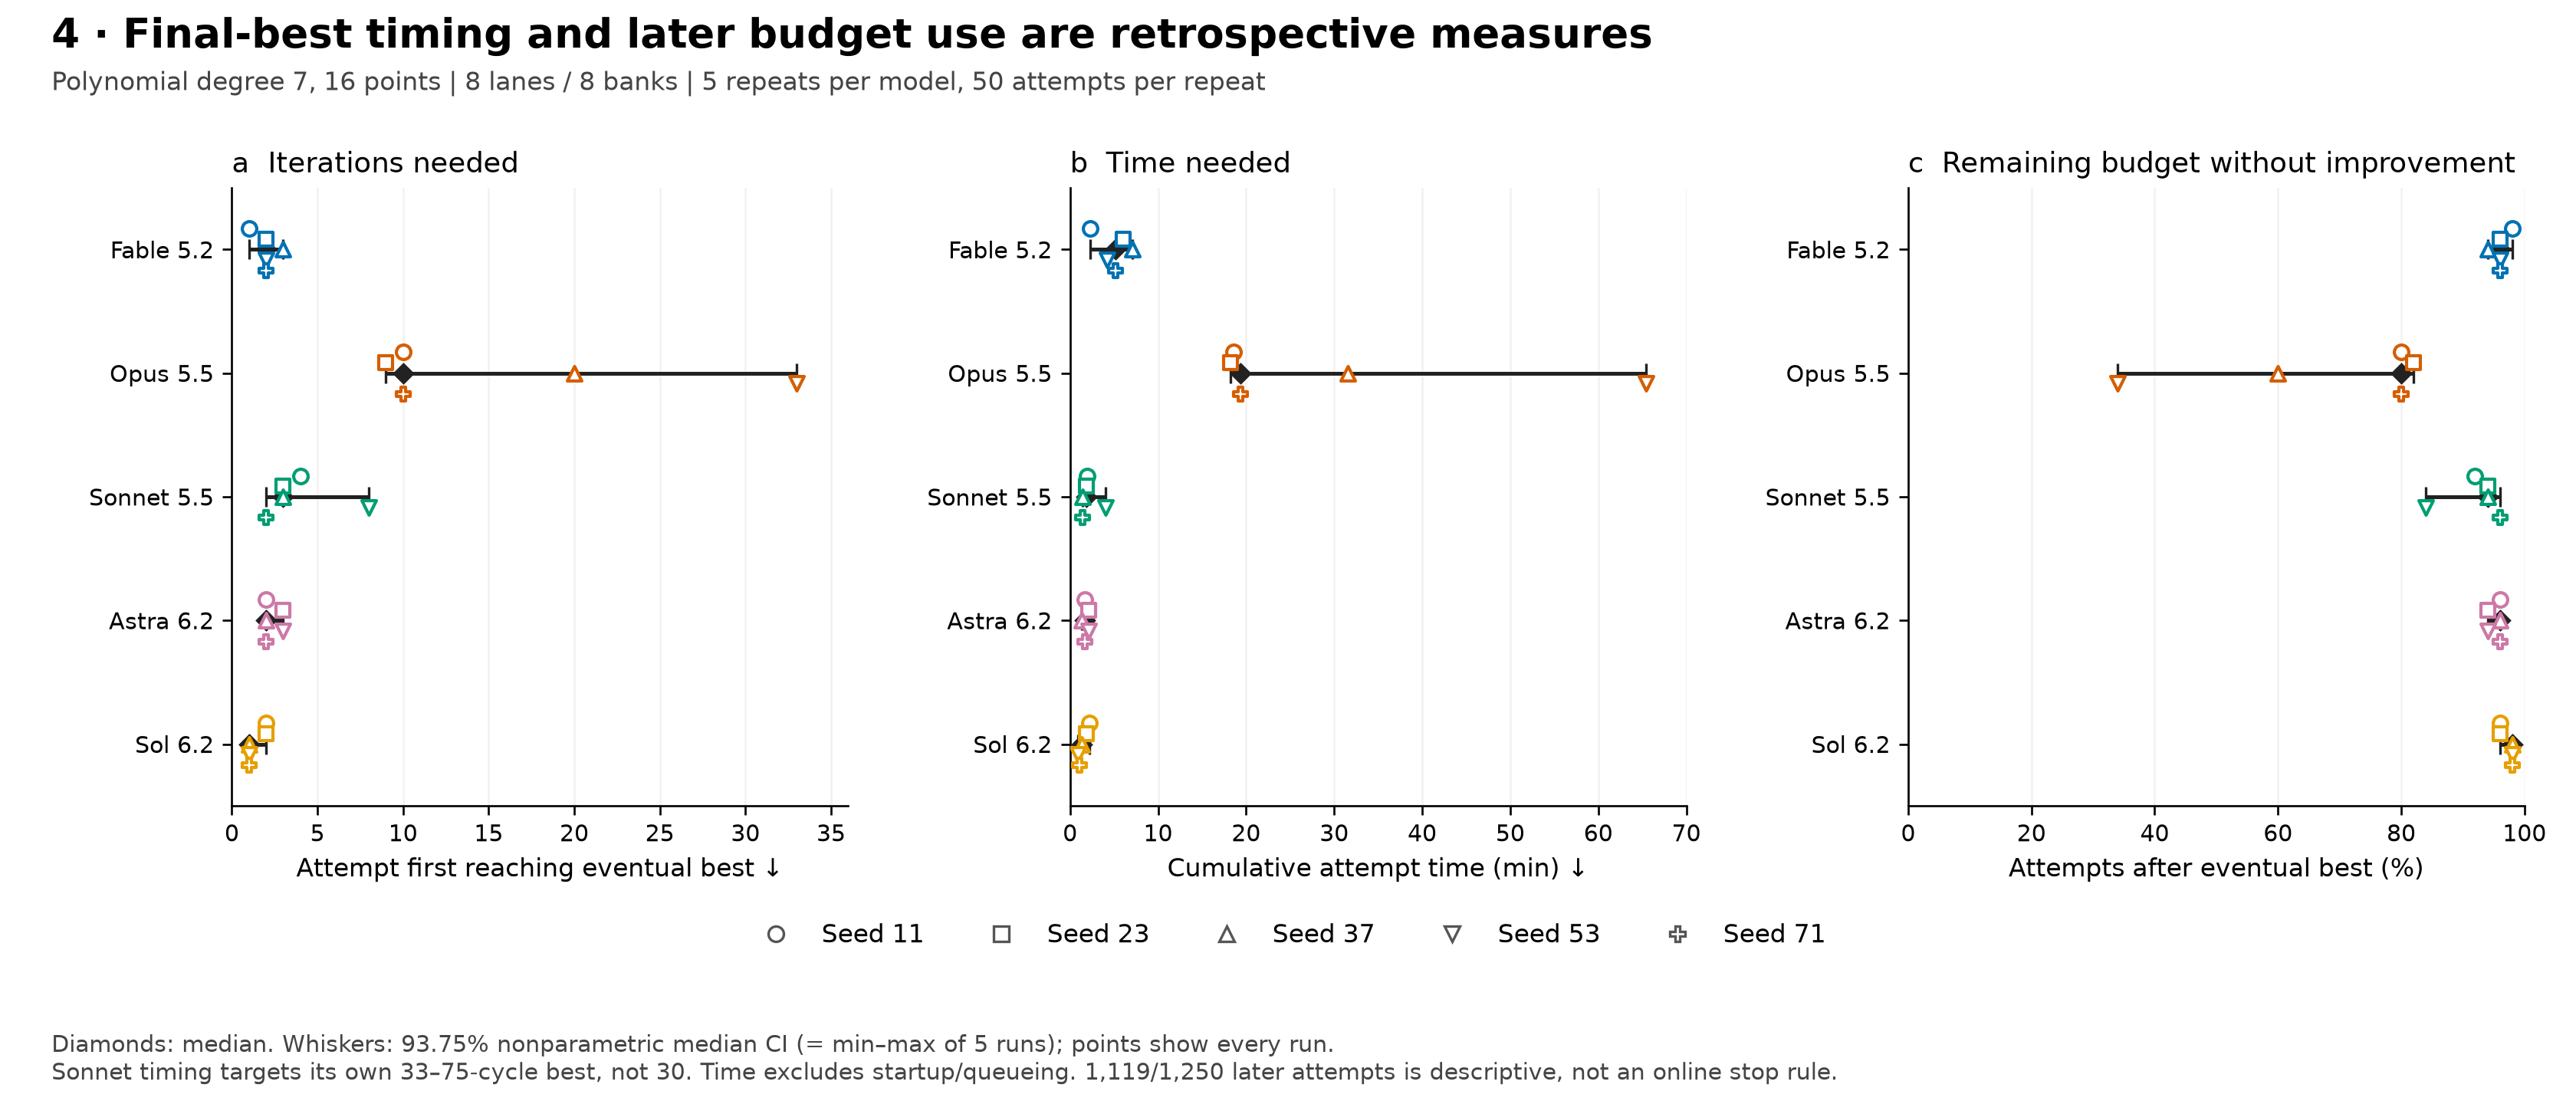 4 · Final-best timing and later budget use are retrospective measures
Polynomial degree 7, 16 points | 8 lanes / 8 banks | 5 repeats per model, 50 attempts per repeat
a Iterations needed
Fable 5.2
Opus 5.5
Sonnet 5.5
Astra 6.2
Sol 6.2
0 5 10 15 20 25 30 35
Attempt first reaching eventual best ↓
b Time needed
Fable 5.2
Opus 5.5
Sonnet 5.5
Astra 6.2
Sol 6.2
0 10 20 30 40 50 60 70
Cumulative attempt time (min) ↓
c Remaining budget without improvement
Fable 5.2
Opus 5.5
Sonnet 5.5
Astra 6.2
Sol 6.2
0 20 40 60 80 100
Attempts after eventual best (%)
Seed 11 Seed 23 Seed 37 Seed 53 Seed 71
Diamonds: median. Whiskers: 93.75% nonparametric median CI (= min–max of 5 runs); points show every run.
Sonnet timing targets its own 33–75-cycle best, not 30. Time excludes startup/queueing. 1,119/1,250 later attempts is descriptive, not an online stop rule.